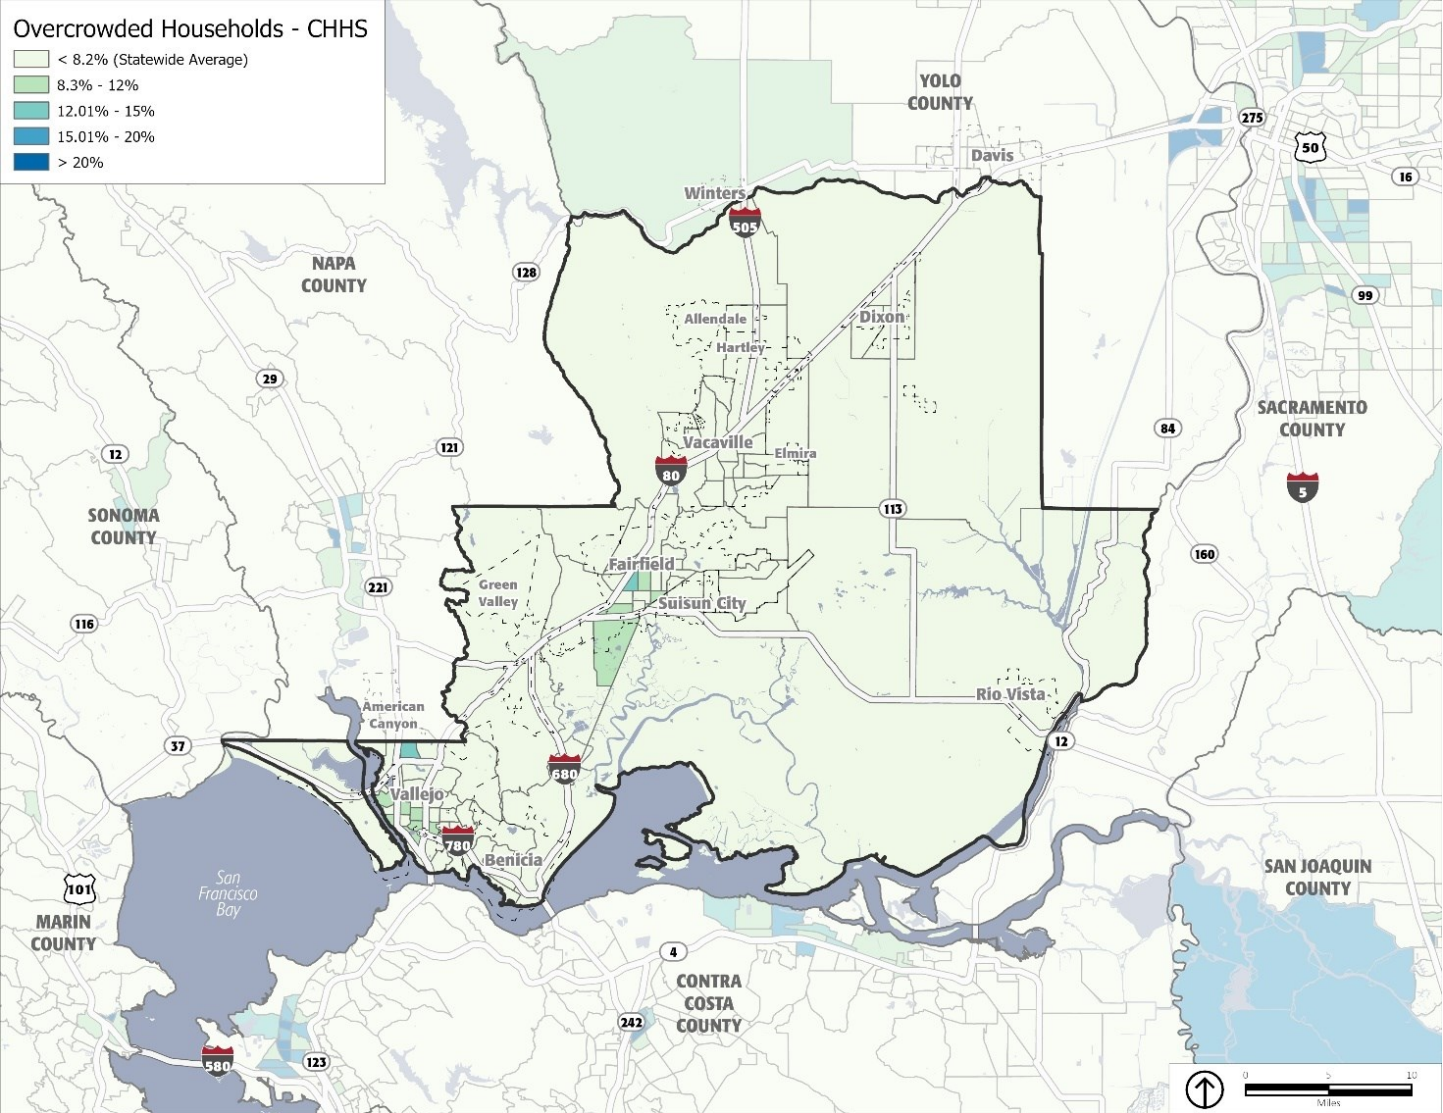 Overcrowded Households - CHHS
< 8.2% (Statewide Average)
8.3% - 12%
12.01% - 15%
15.01% - 20%
> 20%
YOLO
COUNTY
275
50
Davis
16
Winters
505
NAPA
COUNTY
128
99
Allendale
Dixon
Hartley
29
SACRAMENTO
COUNTY
84
Vacaville
12
121
Elmira
80
5
113
SONOMA
COUNTY
160
Fairfield
221
Green
Valley
Suisun City
116
Rio Vista
American
Canyon
37
12
680
Vallejo
780
Benicia
San
Francisco
Bay
101
SAN JOAQUIN
COUNTY
MARIN
COUNTY
4
CONTRA
COSTA
COUNTY
242
580
123
0 5 10
Miles